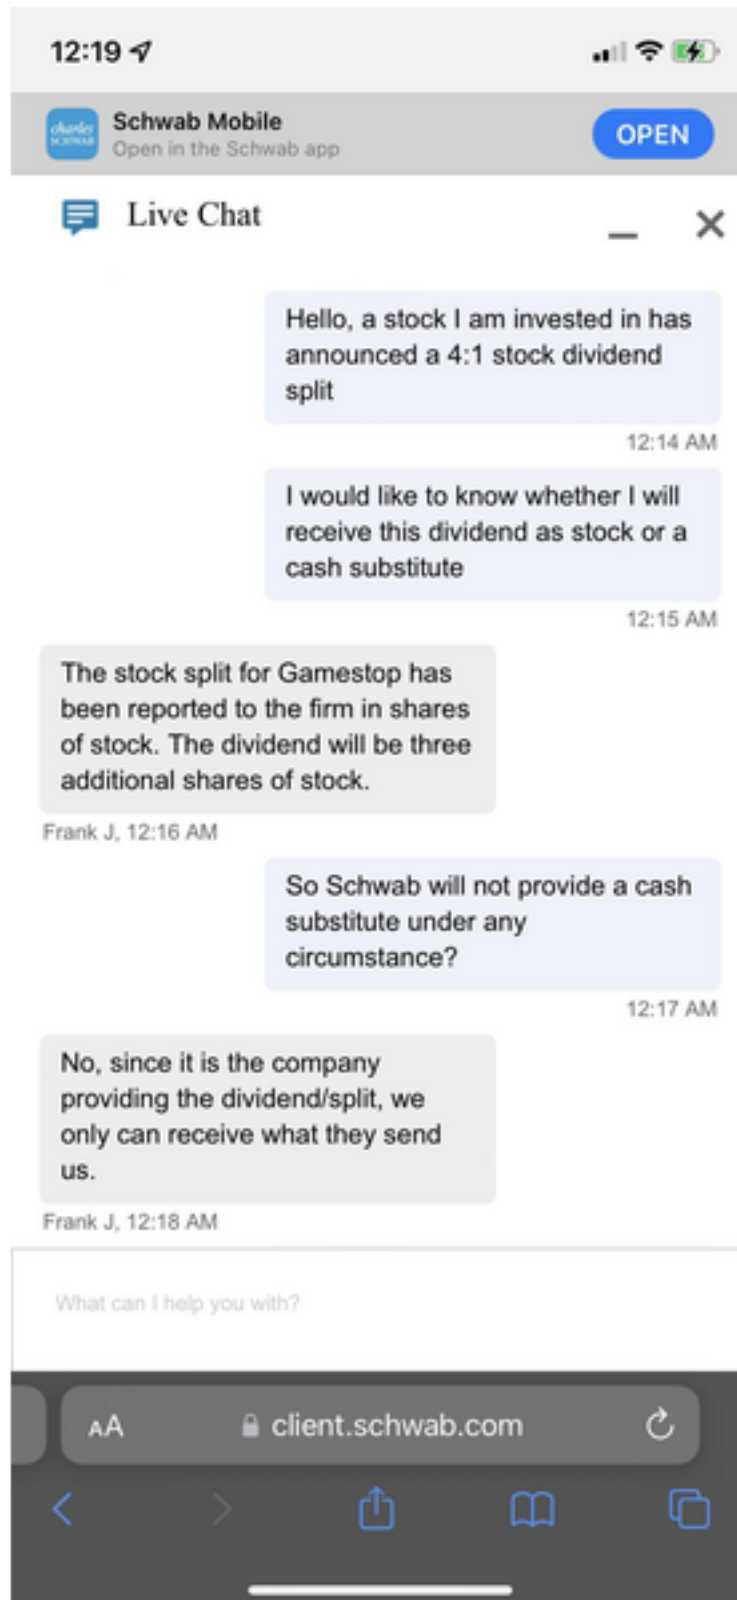 12:19
charles
SCHWAB
Schwab Mobile
Open in the Schwab app
OPEN
Live Chat
Hello, a stock I am invested in has
announced a 4:1 stock dividend
split
12:14 AM
I would like to know whether I will
receive this dividend as stock or a
cash substitute
12:15 AM
The stock split for Gamestop has
been reported to the firm in shares
of stock. The dividend will be three
additional shares of stock.
Frank J, 12:16 AM
So Schwab will not provide a cash
substitute under any
circumstance?
12:17 AM
No, since it is the company
providing the dividend/split, we
only can receive what they send
us.
Frank J, 12:18 AM
What can I help you with?
AA
client.schwab.com